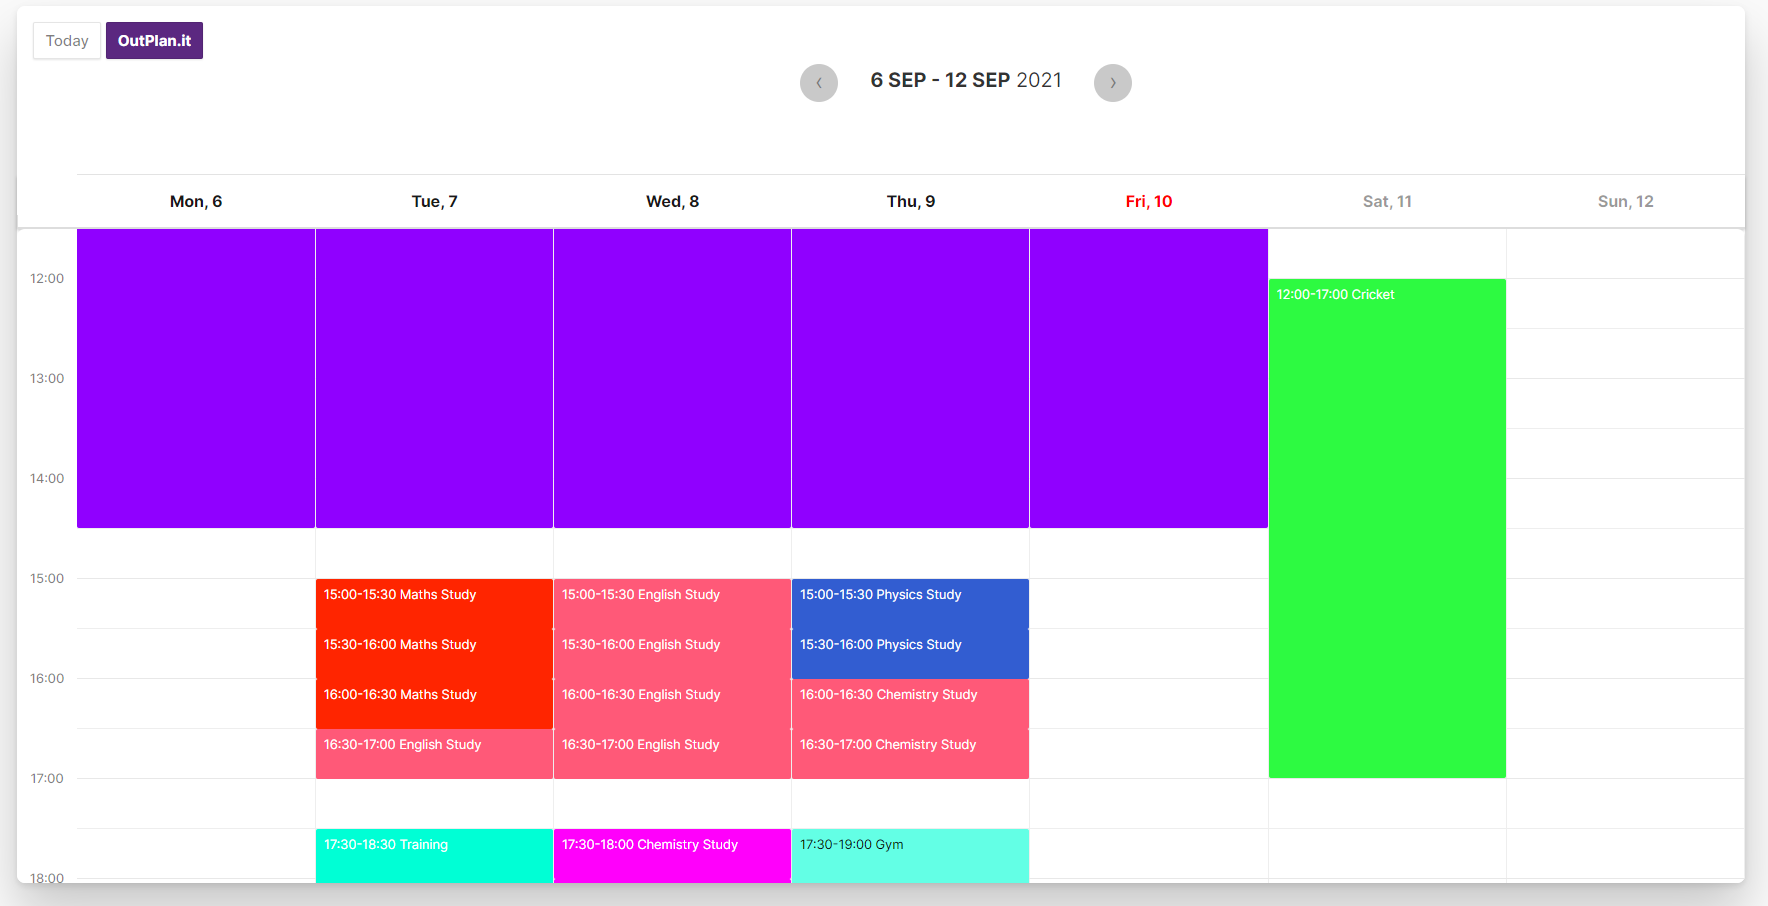 Today OutPlan.it
‹ 6 SEP - 12 SEP 2021 ›
Mon, 6 Tue, 7 Wed, 8 Thu, 9 Fri, 10 Sat, 11 Sun, 12
12:00
12:00-17:00 Cricket
13:00
14:00
15:00
15:00-15:30 Maths Study 15:00-15:30 English Study 15:00-15:30 Physics Study
15:30-16:00 Maths Study 15:30-16:00 English Study 15:30-16:00 Physics Study
16:00
16:00-16:30 Maths Study 16:00-16:30 English Study 16:00-16:30 Chemistry Study
16:30-17:00 English Study 16:30-17:00 English Study 16:30-17:00 Chemistry Study
17:00
17:30-18:30 Training 17:30-18:00 Chemistry Study 17:30-19:00 Gym
18:00